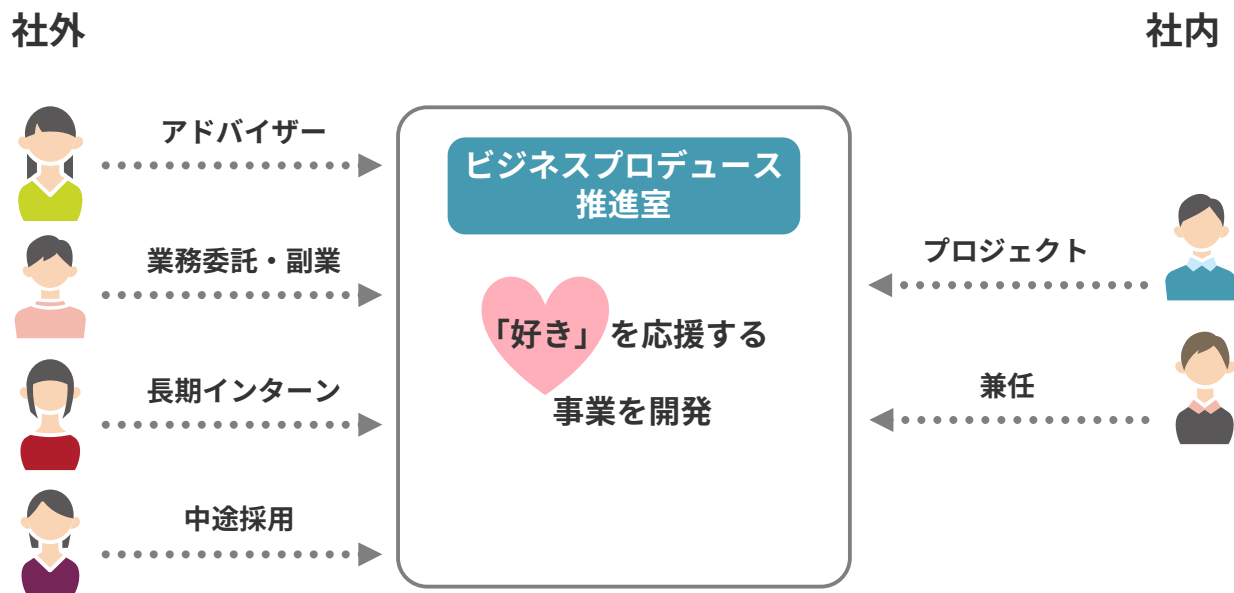 社外
社内
アドバイザー
業務委託・副業
長期インターン
中途採用
ビジネスプロデュース
推進室
「好き」を応援する
事業を開発
プロジェクト
兼任